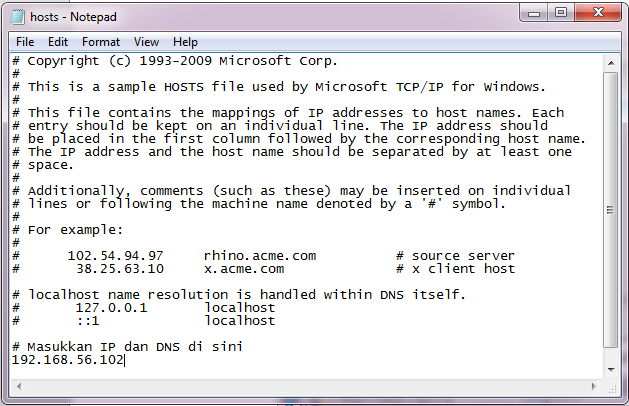 hosts - Notepad
File Edit Format View Help
# Copyright (c) 1993-2009 Microsoft Corp.
#
# This is a sample HOSTS file used by Microsoft TCP/IP for Windows.
#
# This file contains the mappings of IP addresses to host names. Each
# entry should be kept on an individual line. The IP address should
# be placed in the first column followed by the corresponding host name.
# The IP address and the host name should be separated by at least one
# space.
#
# Additionally, comments (such as these) may be inserted on individual
# lines or following the machine name denoted by a '#' symbol.
#
# For example:
#
#      102.54.94.97     rhino.acme.com          # source server
#       38.25.63.10     x.acme.com              # x client host

# localhost name resolution is handled within DNS itself.
#       127.0.0.1       localhost
#       ::1             localhost

# Masukkan IP dan DNS di sini
192.168.56.102